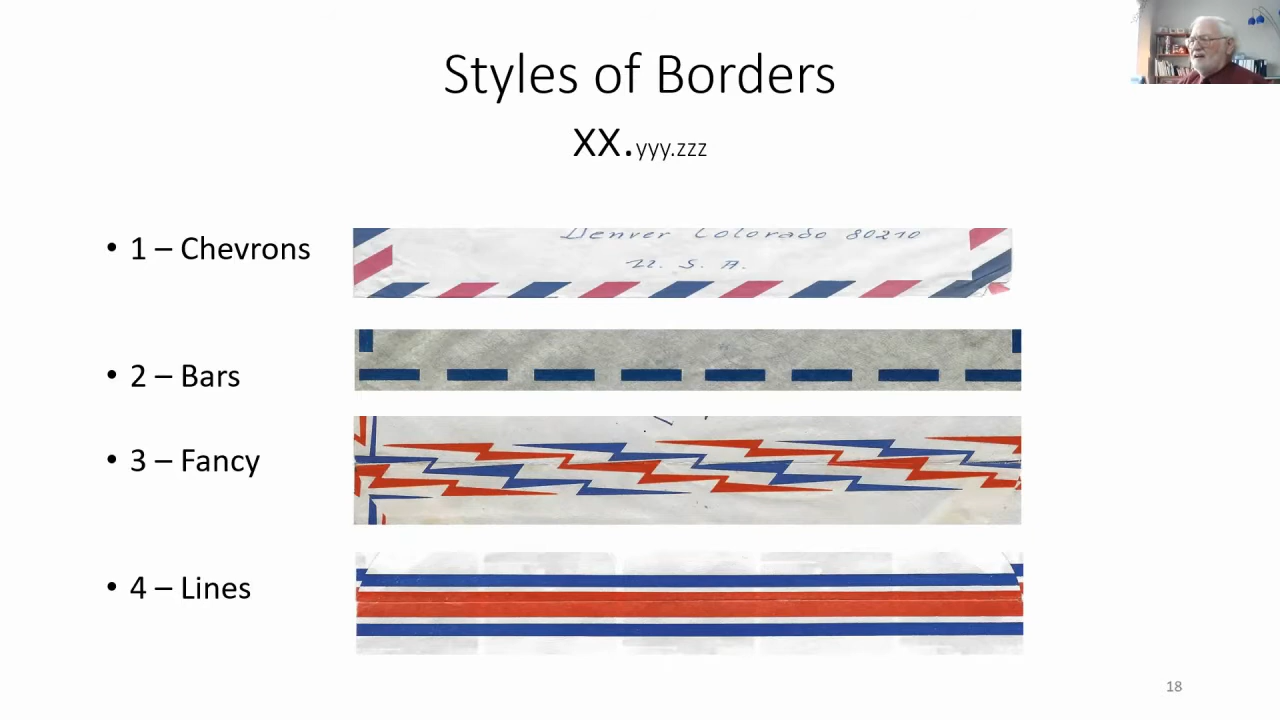 Styles of Borders
XX.yyy.zzz
• 1 – Chevrons
Denver Colorado 80210
U. S. A.
• 2 – Bars
• 3 – Fancy
• 4 – Lines
18